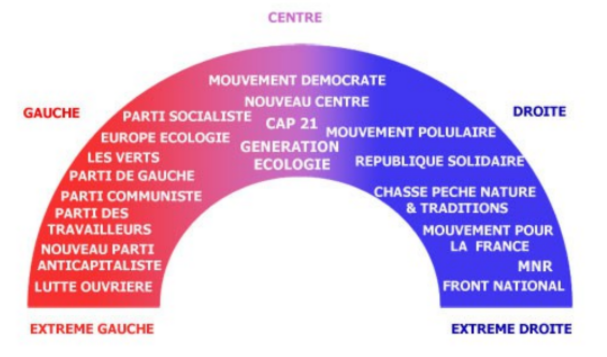 CENTRE
MOUVEMENT DEMOCRATE
NOUVEAU CENTRE
GAUCHE
DROITE
PARTI SOCIALISTE
CAP 21
MOUVEMENT POLULAIRE
EUROPE ECOLOGIE
GENERATION
ECOLOGIE
LES VERTS
REPUBLIQUE SOLIDAIRE
PARTI DE GAUCHE
PARTI COMMUNISTE
CHASSE PECHE NATURE
& TRADITIONS
PARTI DES
TRAVAILLEURS
MOUVEMENT POUR
LA FRANCE
NOUVEAU PARTI
ANTICAPITALISTE
MNR
LUTTE OUVRIERE
FRONT NATIONAL
EXTREME GAUCHE
EXTREME DROITE